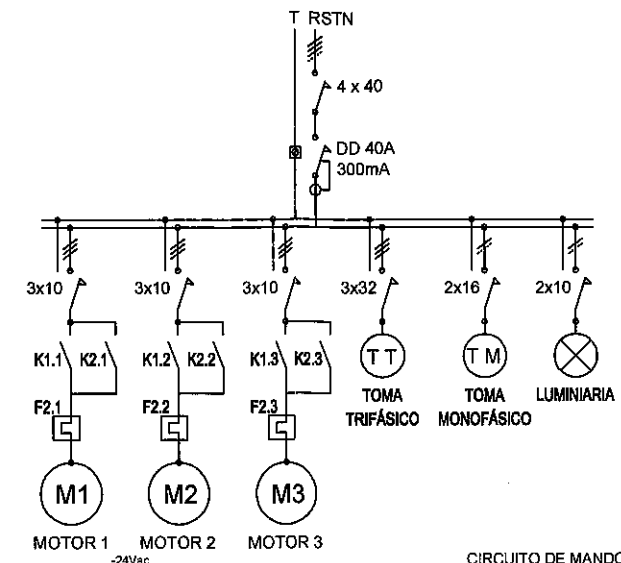 T RSTN
4 x 40
DD 40A
300mA
3x10 3x10 3x10 3x32 2x16 2x10
K1.1 K2.1 K1.2 K2.2 K1.3 K2.3
T T T M
TOMA TRIFÁSICO
TOMA MONOFÁSICO
LUMINIARIA
F2.1 F2.2 F2.3
M1 M2 M3
MOTOR 1 MOTOR 2 MOTOR 3
-24Vac
CIRCUITO DE MANDO